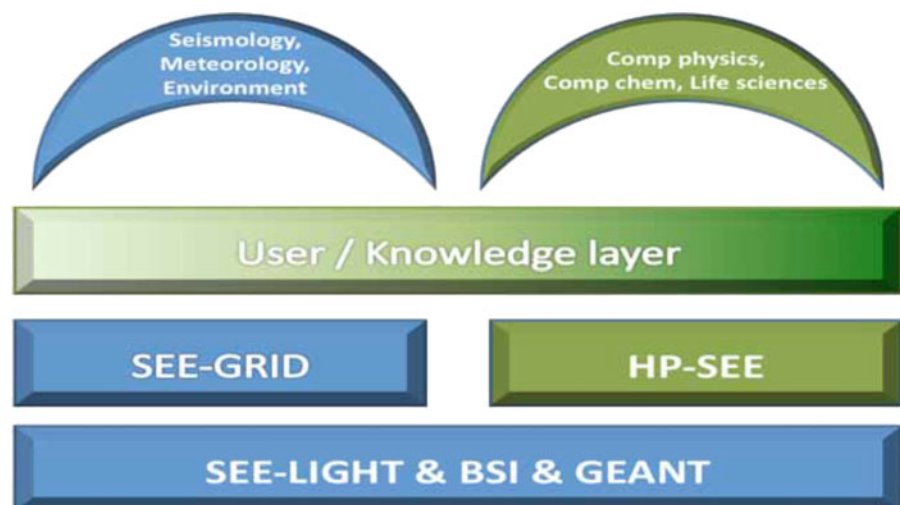 Seismology,
Meteorology,
Environment
Comp physics,
Comp chem, Life sciences
User / Knowledge layer
SEE-GRID
HP-SEE
SEE-LIGHT & BSI & GEANT